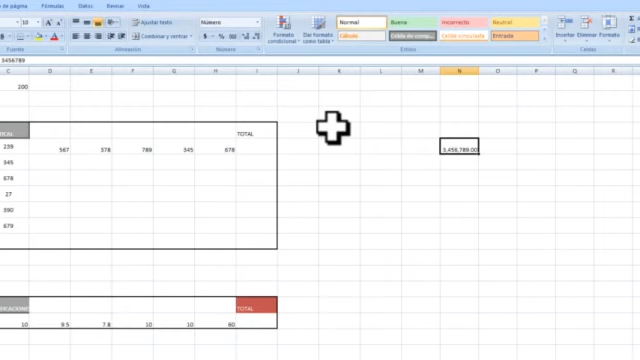 de página Fórmulas Datos Revisar Vista
10 Ajustar texto Número Normal Buena Incorrecto Neutral
Combinar y centrar $ % Formato condicional Dar formato como tabla Cálculo Celda de comp... Celda vinculada Entrada Insertar Eliminar Formato
Fuente Alineación Número Estilos Celdas
3456789
C D E F G H I J K L M N O P Q R
200
TICAL TOTAL
239 567 378 789 345 678 3,456,789.00
345
678
27
390
679
IFICACIONE TOTAL
10 9.5 7.8 10 10 60